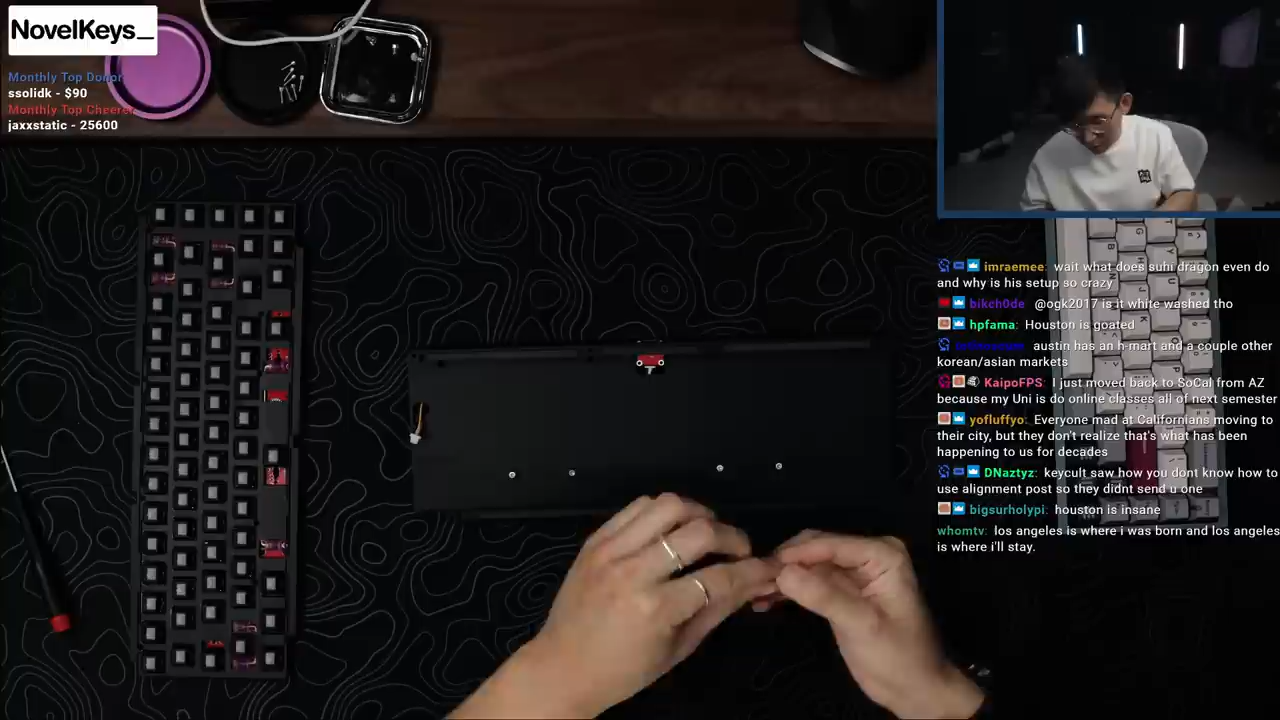 NovelKeys_
Monthly Top Donor
ssolidk - $90
Monthly Top Cheerer
jaxxstatic - 25600
imraemee: wait what does suhi dragon even do
and why is his setup so crazy
bikch0de @ogk2017 is it white washed tho
hpfama: Houston is goated
austin has an h-mart and a couple other
korean/asian markets
KaipoFPS: I just moved back to SoCal from AZ
because my Uni is do online classes all of next semester
yofluffyo: Everyone mad at Californians moving to
their city, but they don't realize that's what has been
happening to us for decades
DNaztyz: keycult saw how you dont know how to
use alignment post so they didnt send u one
bigsurholypi: houston is insane
whomtv: los angeles is where i was born and los angeles
is where i'll stay.